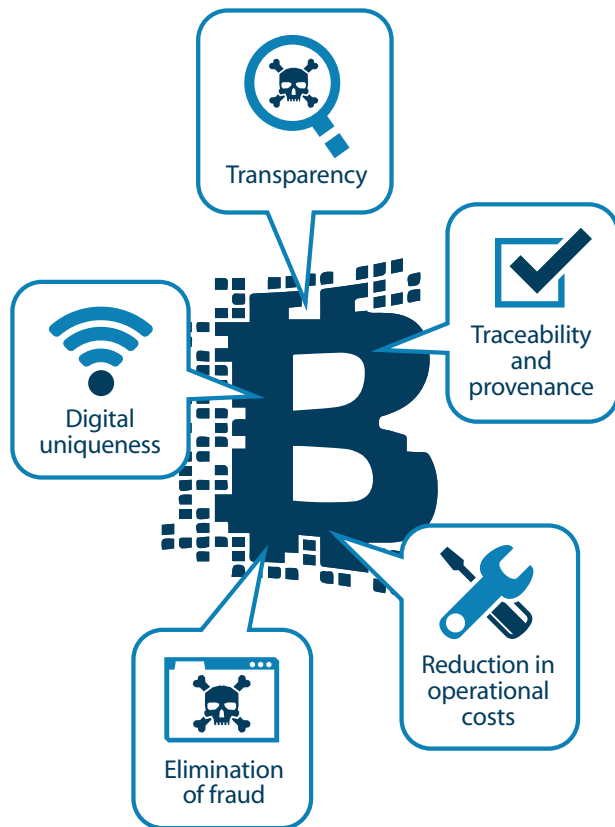 Transparency
Traceability
and
provenance
Digital
uniqueness
Reduction in
operational
costs
Elimination
of fraud